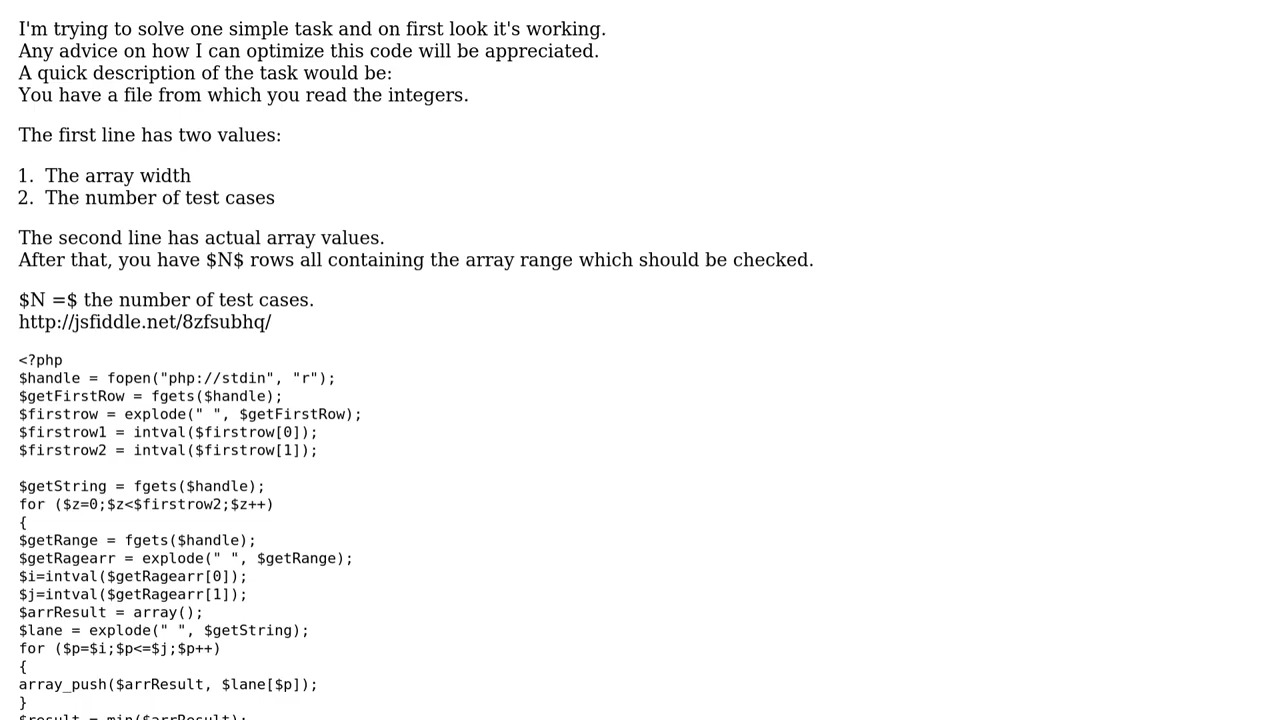 I'm trying to solve one simple task and on first look it's working.
Any advice on how I can optimize this code will be appreciated.
A quick description of the task would be:
You have a file from which you read the integers.
The first line has two values:
1. The array width
2. The number of test cases
The second line has actual array values.
After that, you have $N$ rows all containing the array range which should be checked.
$N =$ the number of test cases.
http://jsfiddle.net/8zfsubhq/
<?php
$handle = fopen("php://stdin", "r");
$getFirstRow = fgets($handle);
$firstrow = explode(" ", $getFirstRow);
$firstrow1 = intval($firstrow[0]);
$firstrow2 = intval($firstrow[1]);
$getString = fgets($handle);
for ($z=0;$z<$firstrow2;$z++)
{
$getRange = fgets($handle);
$getRagearr = explode(" ", $getRange);
$i=intval($getRagearr[0]);
$j=intval($getRagearr[1]);
$arrResult = array();
$lane = explode(" ", $getString);
for ($p=$i;$p<=$j;$p++)
{
array_push($arrResult, $lane[$p]);
}
$result = min($arrResult);